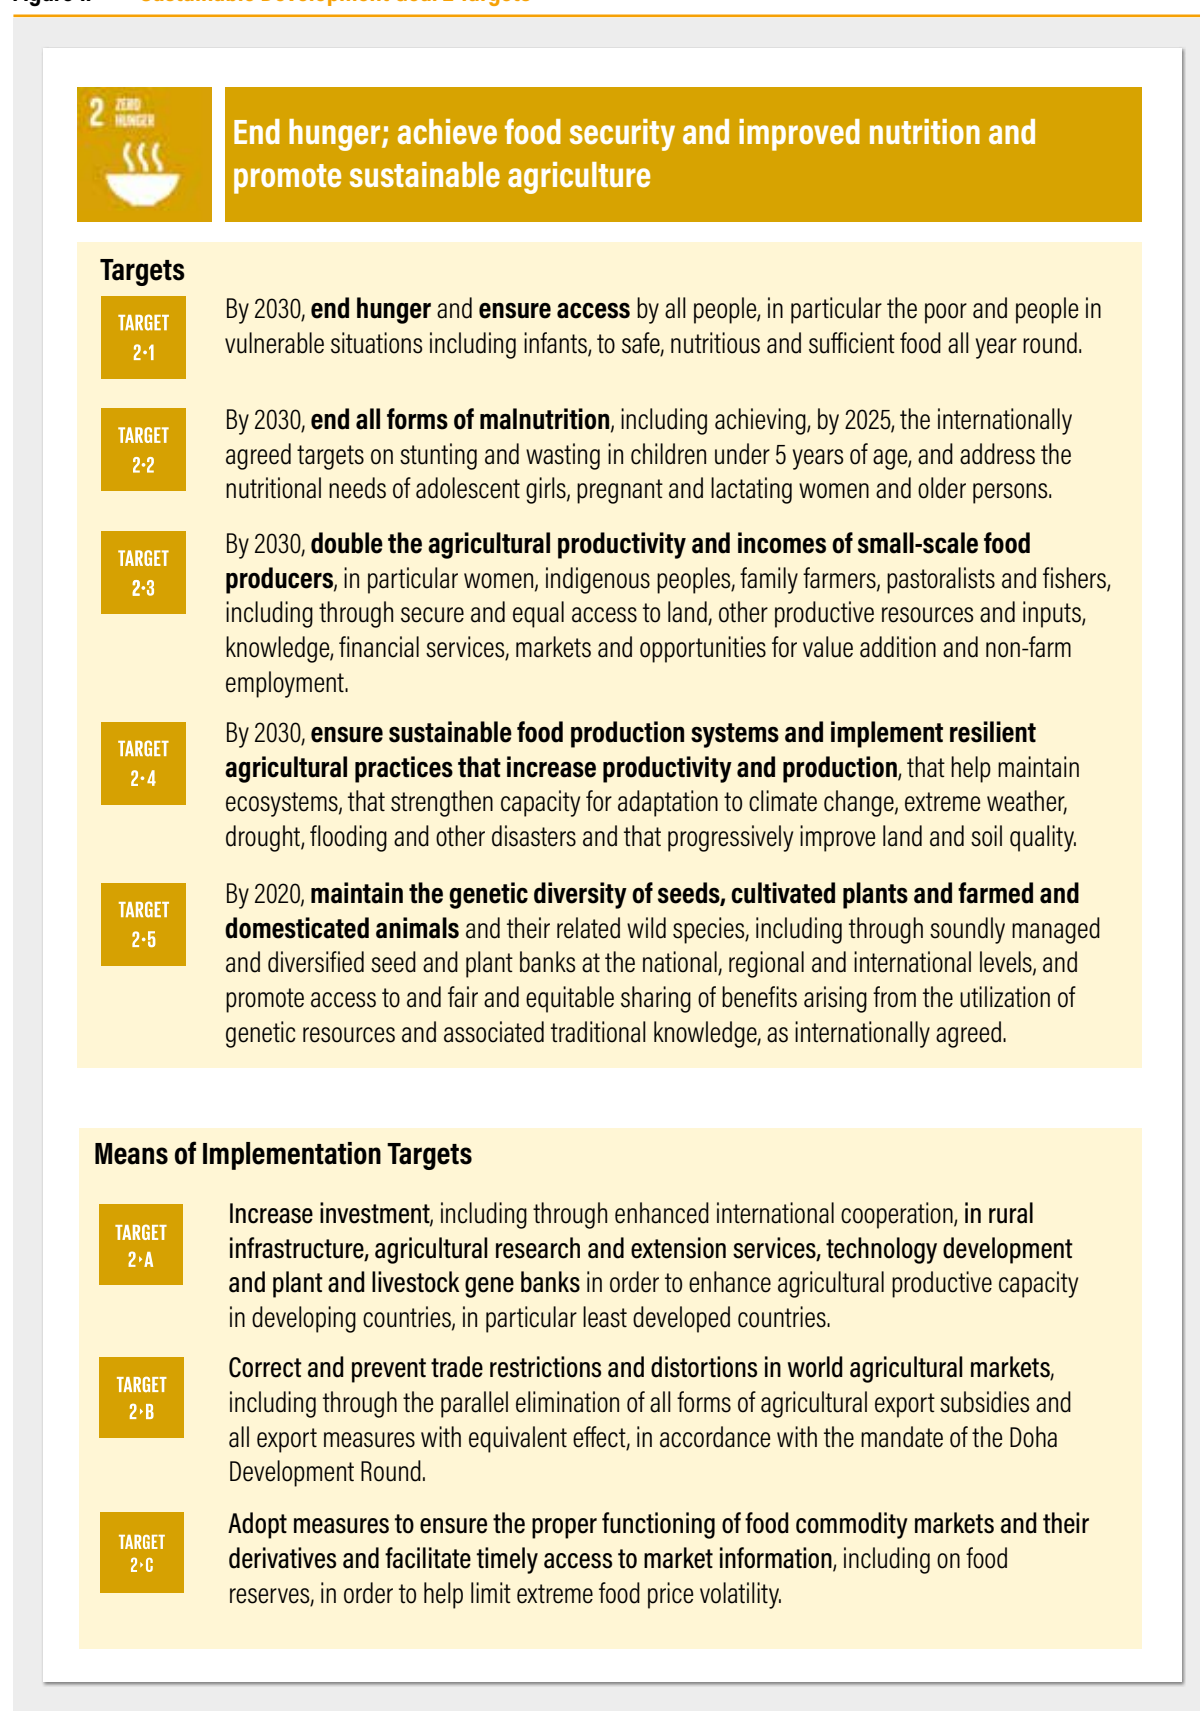 Sustainable Development Goal 2 Targets
2 ZERO
HUNGER
End hunger; achieve food security and improved nutrition and
promote sustainable agriculture
Targets
TARGET
2·1
By 2030, end hunger and ensure access by all people, in particular the poor and people in
vulnerable situations including infants, to safe, nutritious and sufficient food all year round.
TARGET
2·2
By 2030, end all forms of malnutrition, including achieving, by 2025, the internationally
agreed targets on stunting and wasting in children under 5 years of age, and address the
nutritional needs of adolescent girls, pregnant and lactating women and older persons.
TARGET
2·3
By 2030, double the agricultural productivity and incomes of small-scale food
producers, in particular women, indigenous peoples, family farmers, pastoralists and fishers,
including through secure and equal access to land, other productive resources and inputs,
knowledge, financial services, markets and opportunities for value addition and non-farm
employment.
TARGET
2·4
By 2030, ensure sustainable food production systems and implement resilient
agricultural practices that increase productivity and production, that help maintain
ecosystems, that strengthen capacity for adaptation to climate change, extreme weather,
drought, flooding and other disasters and that progressively improve land and soil quality.
TARGET
2·5
By 2020, maintain the genetic diversity of seeds, cultivated plants and farmed and
domesticated animals and their related wild species, including through soundly managed
and diversified seed and plant banks at the national, regional and international levels, and
promote access to and fair and equitable sharing of benefits arising from the utilization of
genetic resources and associated traditional knowledge, as internationally agreed.
Means of Implementation Targets
TARGET
2·A
Increase investment, including through enhanced international cooperation, in rural
infrastructure, agricultural research and extension services, technology development
and plant and livestock gene banks in order to enhance agricultural productive capacity
in developing countries, in particular least developed countries.
TARGET
2·B
Correct and prevent trade restrictions and distortions in world agricultural markets,
including through the parallel elimination of all forms of agricultural export subsidies and
all export measures with equivalent effect, in accordance with the mandate of the Doha
Development Round.
TARGET
2·C
Adopt measures to ensure the proper functioning of food commodity markets and their
derivatives and facilitate timely access to market information, including on food
reserves, in order to help limit extreme food price volatility.